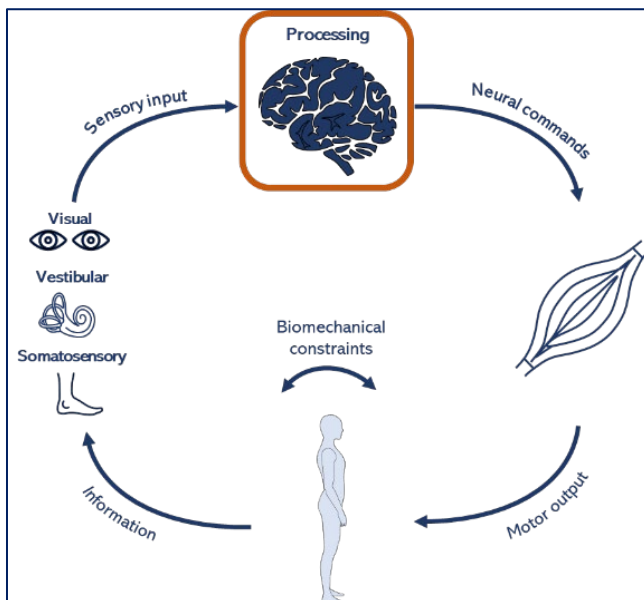 Processing
Sensory input
Neural commands
Visual
Vestibular
Somatosensory
Biomechanical
constraints
Information
Motor output